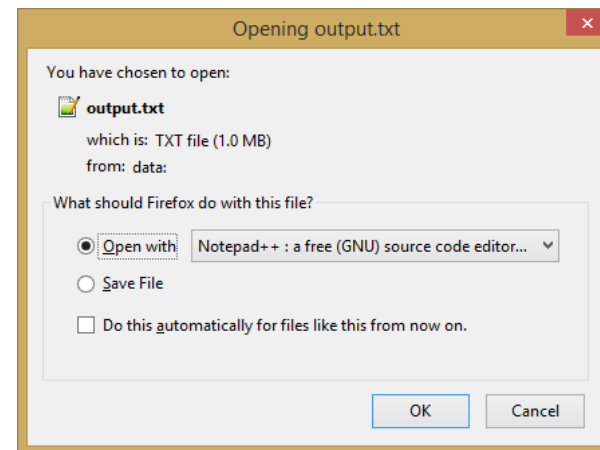 Opening output.txt
You have chosen to open:
output.txt
which is: TXT file (1.0 MB)
from: data:
What should Firefox do with this file?
Open with Notepad++ : a free (GNU) source code editor...
Save File
Do this automatically for files like this from now on.
OK Cancel